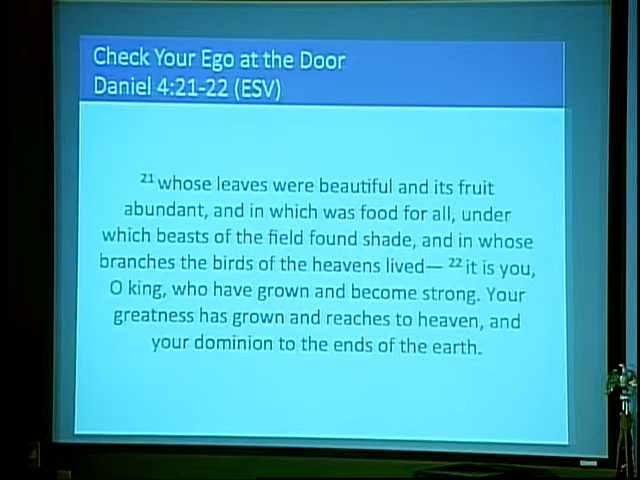 Check Your Ego at the Door
Daniel 4:21-22 (ESV)
21 whose leaves were beautiful and its fruit
abundant, and in which was food for all, under
which beasts of the field found shade, and in whose
branches the birds of the heavens lived— 22 it is you,
O king, who have grown and become strong. Your
greatness has grown and reaches to heaven, and
your dominion to the ends of the earth.